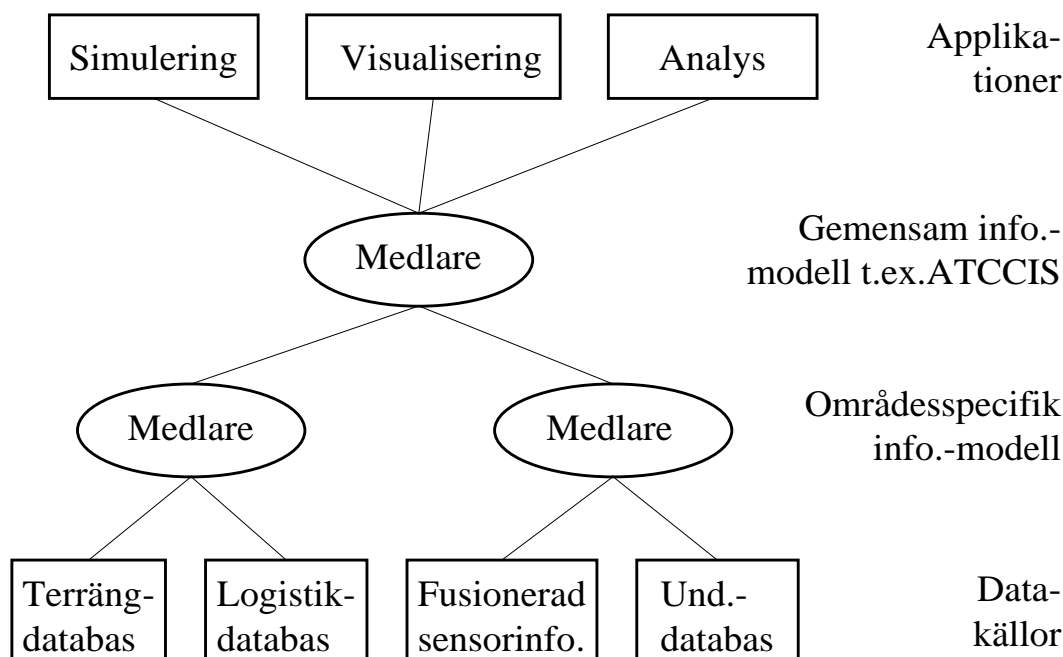 Simulering
Visualisering
Analys
Applika-
tioner
Medlare
Gemensam info.-
modell t.ex.ATCCIS
Medlare
Medlare
Områdesspecifik
info.-modell
Terräng-
databas
Logistik-
databas
Fusionerad
sensorinfo.
Und.-
databas
Data-
källor